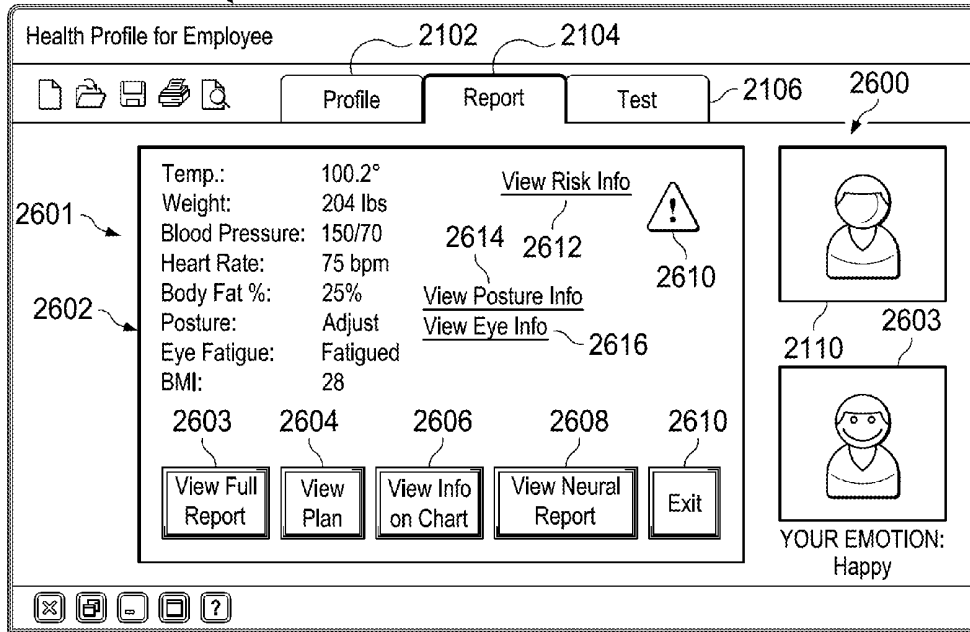 Health Profile for Employee
2102
2104
Profile
Report
Test
2106
2600
Temp.: 100.2°
View Risk Info
Weight: 204 lbs
2601
Blood Pressure: 150/70
2614
2612
!
2610
Heart Rate: 75 bpm
Body Fat %: 25%
View Posture Info
2602
Posture: Adjust
View Eye Info
2616
Eye Fatigue: Fatigued
BMI: 28
2110
2603
2603
2604
2606
2608
2610
View Full
Report
View
Plan
View Info
on Chart
View Neural
Report
Exit
YOUR EMOTION:
Happy
?